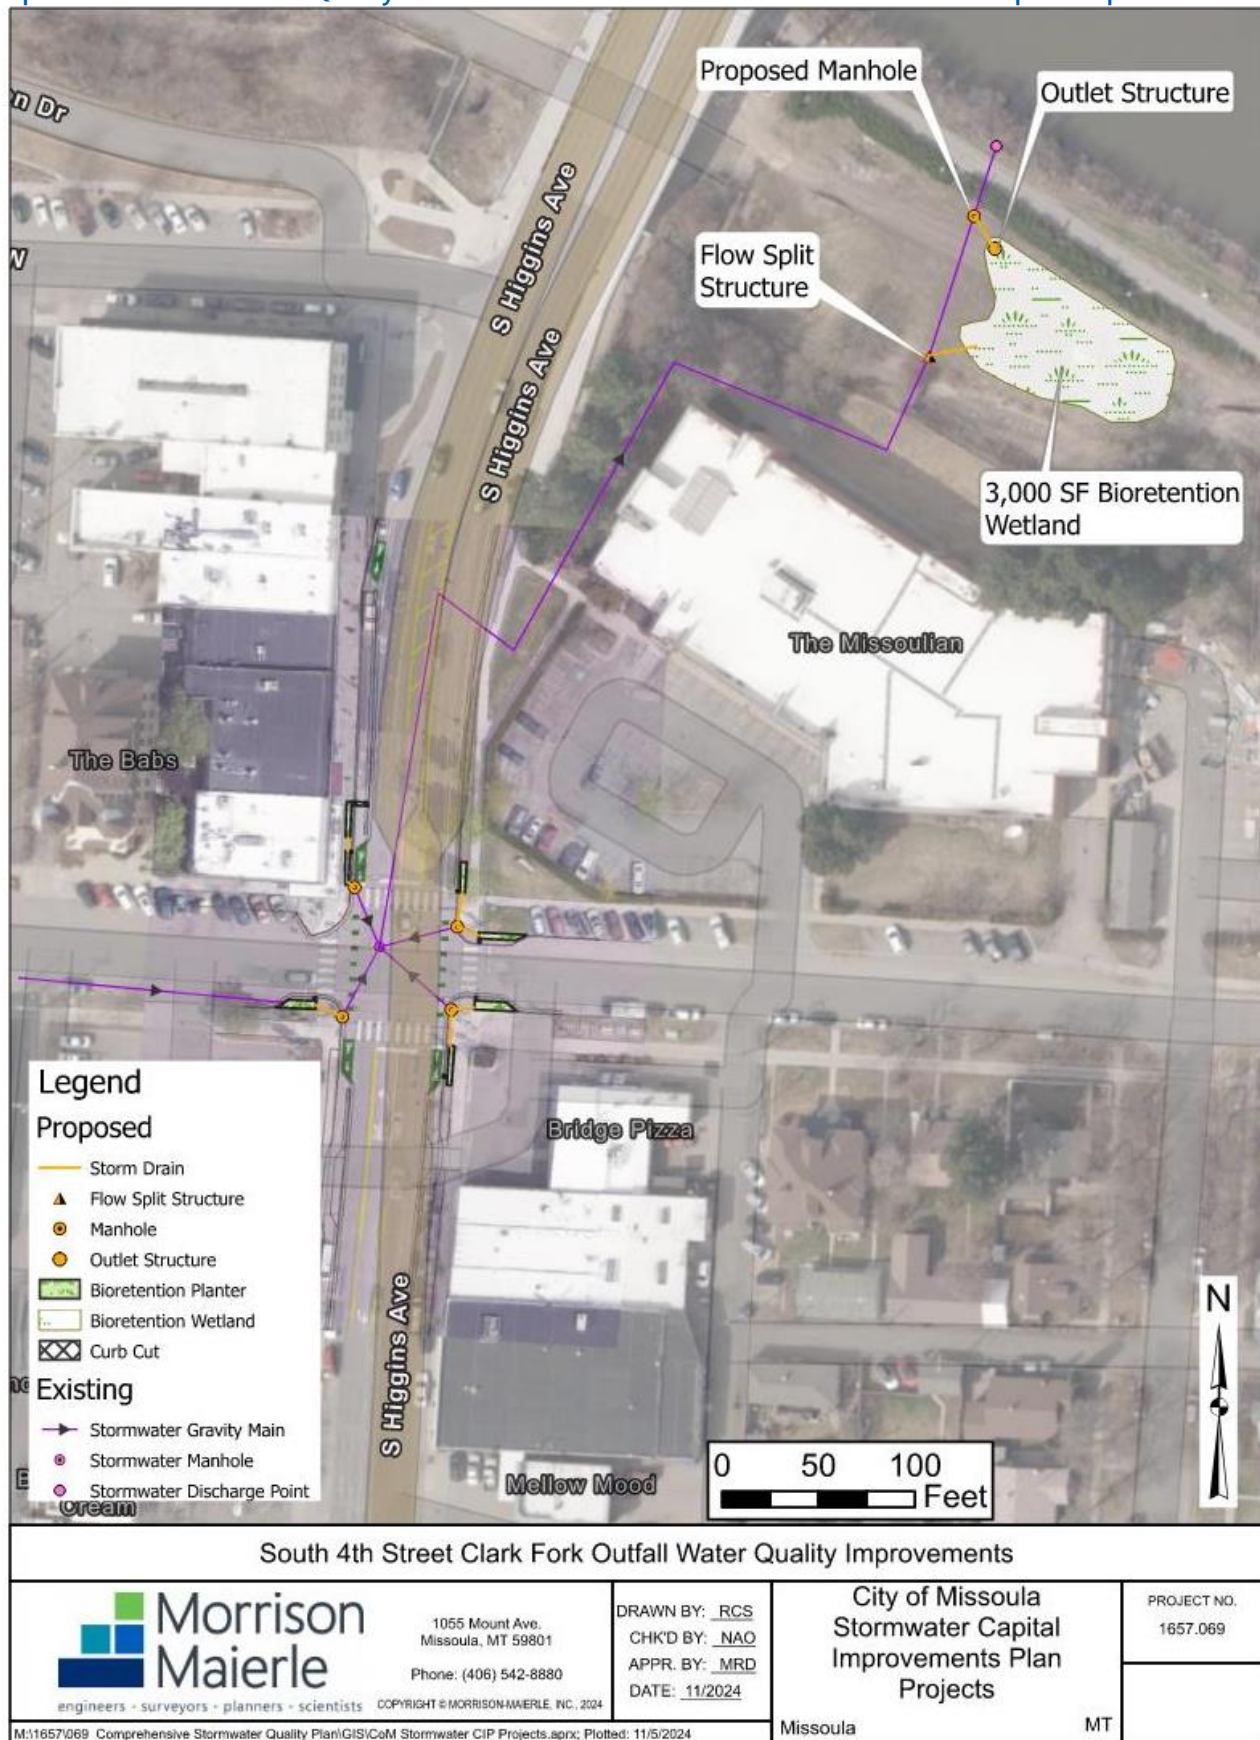 n Dr
Proposed Manhole
Outlet Structure
S Higgins Ave
S Higgins Ave
Flow Split
Structure
3,000 SF Bioretention
Wetland
The Missoulian
The Babs
Bridge Pizza
S Higgins Ave
Mellow Mood
Cream
Legend
Proposed
Storm Drain
Flow Split Structure
Manhole
Outlet Structure
Bioretention Planter
Bioretention Wetland
Curb Cut
Existing
Stormwater Gravity Main
Stormwater Manhole
Stormwater Discharge Point
N
0 50 100
Feet
South 4th Street Clark Fork Outfall Water Quality Improvements
Morrison
Maierle
engineers - surveyors - planners - scientists
1055 Mount Ave.
Missoula, MT 59801
Phone: (406) 542-8880
COPYRIGHT © MORRISON-MAIERLE, INC., 2024
DRAWN BY: RCS
CHK'D BY: NAO
APPR. BY: MRD
DATE: 11/2024
City of Missoula
Stormwater Capital
Improvements Plan
Projects
Missoula MT
PROJECT NO.
1657.069
M:\1657\069_Comprehensive Stormwater Quality Plan\GIS\CoM Stormwater CIP Projects.aprx; Plotted: 11/5/2024